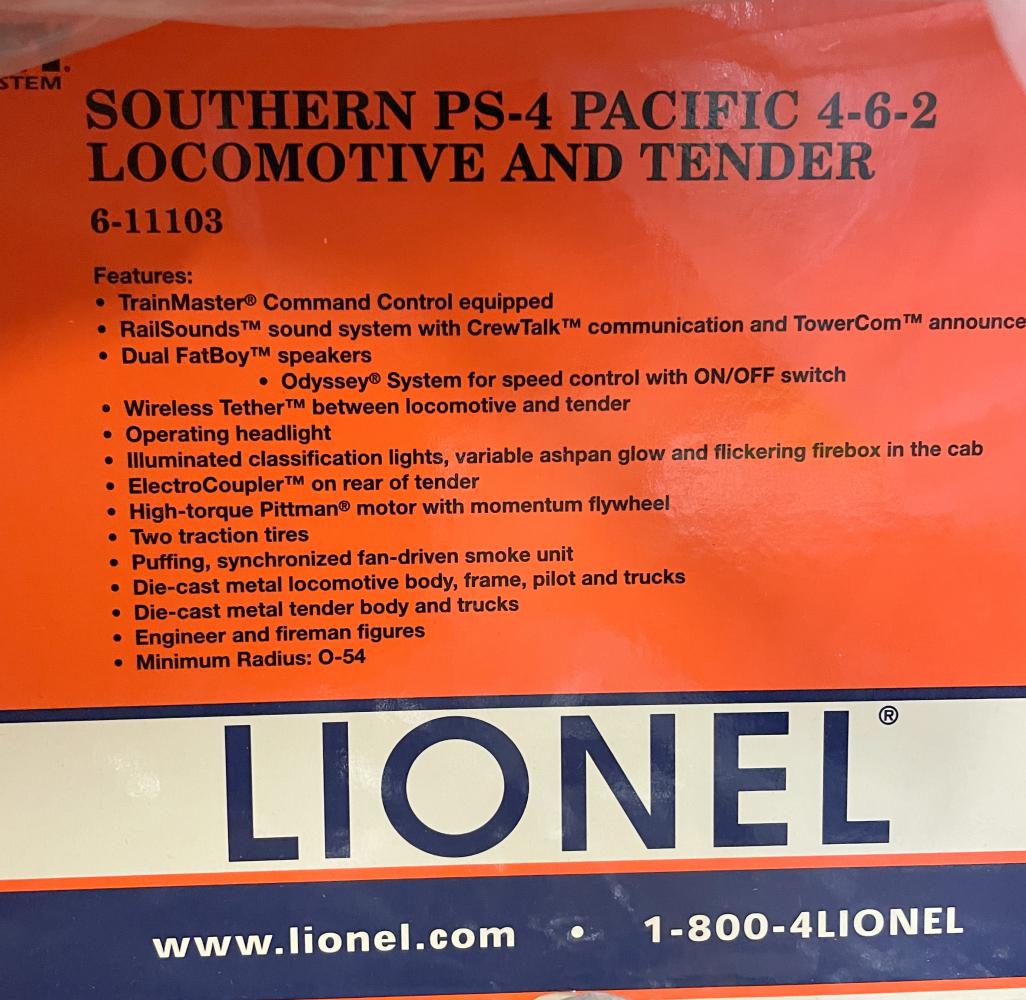 STEM
SOUTHERN PS-4 PACIFIC 4-6-2
LOCOMOTIVE AND TENDER
6-11103
Features:
• TrainMaster® Command Control equipped
• RailSounds™ sound system with CrewTalk™ communication and TowerCom™ announce
• Dual FatBoy™ speakers
• Odyssey® System for speed control with ON/OFF switch
• Wireless Tether™ between locomotive and tender
• Operating headlight
• Illuminated classification lights, variable ashpan glow and flickering firebox in the cab
• ElectroCoupler™ on rear of tender
• High-torque Pittman® motor with momentum flywheel
• Two traction tires
• Puffing, synchronized fan-driven smoke unit
• Die-cast metal locomotive body, frame, pilot and trucks
• Die-cast metal tender body and trucks
• Engineer and fireman figures
• Minimum Radius: O-54
LIONEL®
www.lionel.com • 1-800-4LIONEL